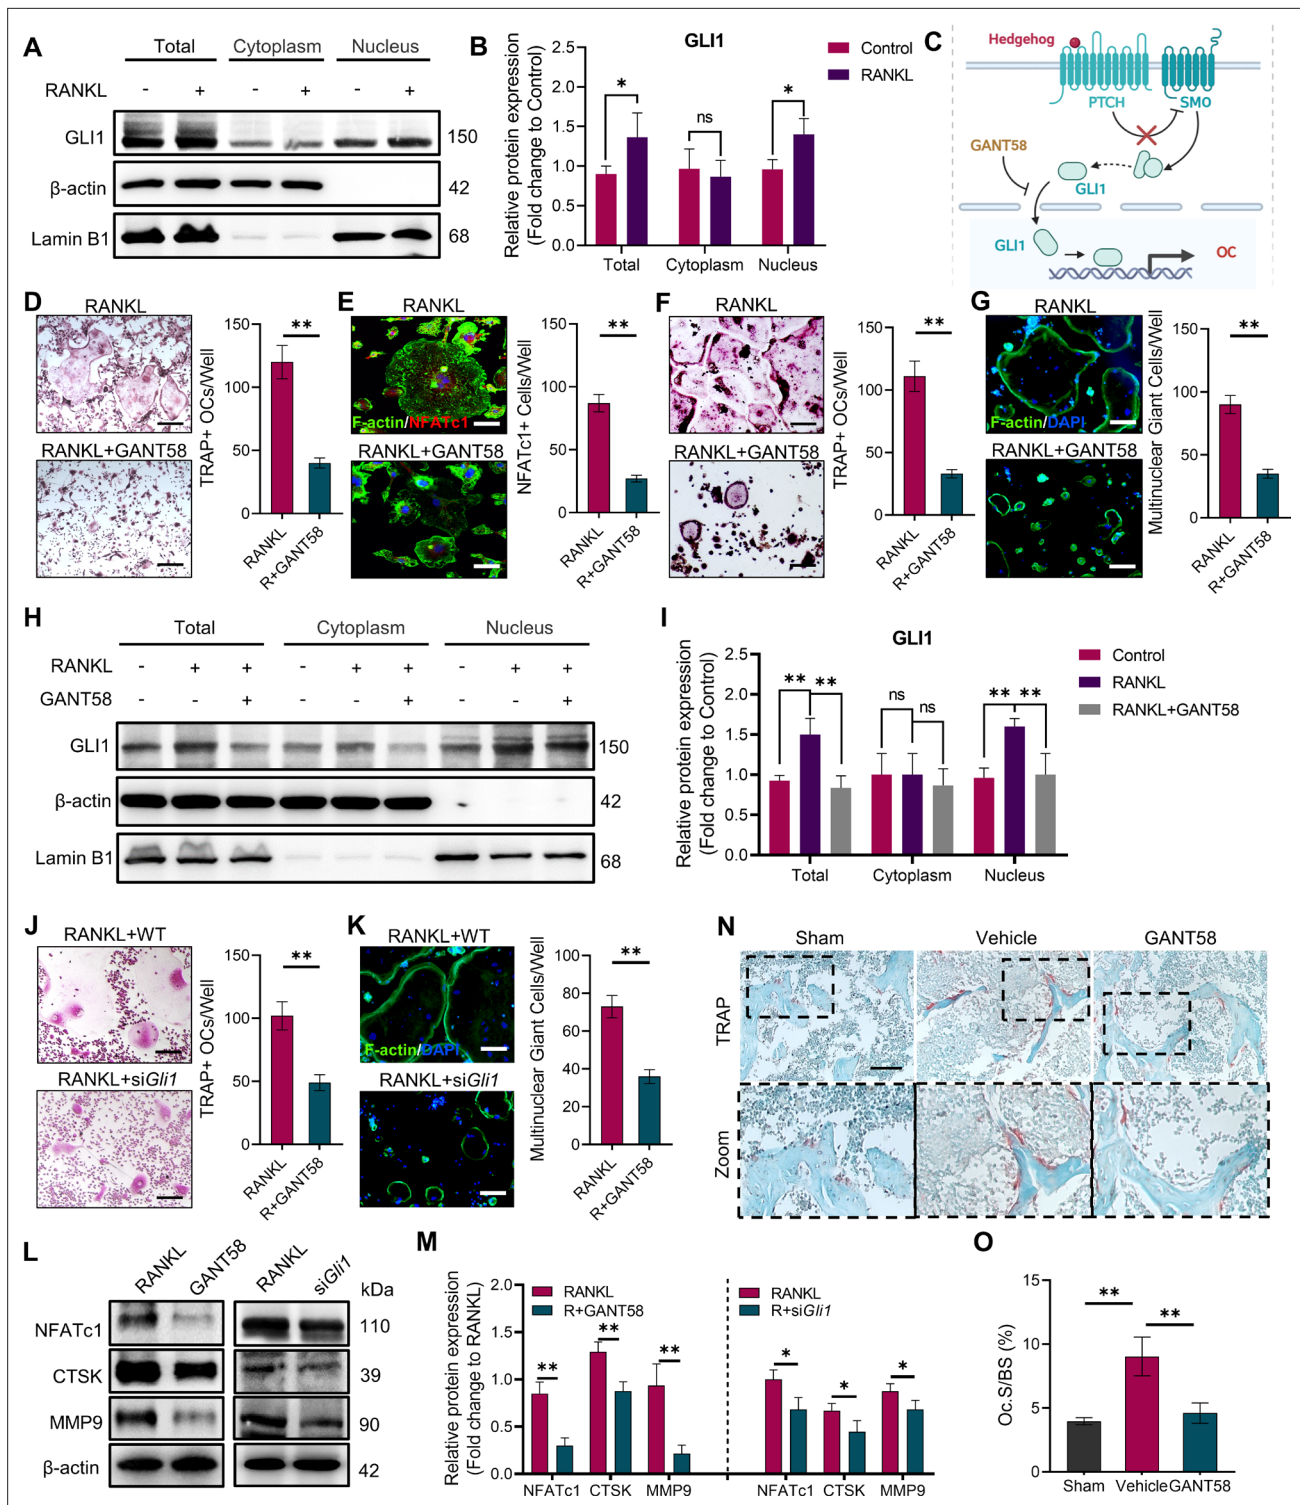 A
Total Cytoplasm Nucleus
RANKL - + - + - +
GLI1 150
β-actin 42
Lamin B1 68
B
GLI1
Relative protein expression
(Fold change to Control)
2.5
2.0
1.5
1.0
0.5
0.0
* ns *
Total Cytoplasm Nucleus
Control
RANKL
C
Hedgehog
PTCH SMO
GANT58
GLI1
GLI1
OC
D
RANKL
RANKL+GANT58
TRAP+ OCs/Well
150
100
50
0
**
RANKL
R+GANT58
E
RANKL
F-actin/NFATc1
RANKL+GANT58
NFATc1+ Cells/Well
150
100
50
0
**
RANKL
R+GANT58
F
RANKL
RANKL+GANT58
TRAP+ OCs/Well
150
100
50
0
**
RANKL
R+GANT58
G
RANKL
F-actin/DAPI
RANKL+GANT58
Multinuclear Giant Cells/Well
150
100
50
0
**
RANKL
R+GANT58
H
Total Cytoplasm Nucleus
RANKL - + + - + + - + +
GANT58 - - + - - + - - +
GLI1 150
β-actin 42
Lamin B1 68
I
GLI1
Relative protein expression
(Fold change to Control)
2.5
2.0
1.5
1.0
0.5
0.0
** ** ns ns ** **
Total Cytoplasm Nucleus
Control
RANKL
RANKL+GANT58
J
RANKL+WT
RANKL+siGli1
TRAP+ OCs/Well
150
100
50
0
**
RANKL
R+GANT58
K
RANKL+WT
F-actin/DAPI
RANKL+siGli1
Multinuclear Giant Cells/Well
100
80
60
40
20
0
**
RANKL
R+GANT58
N
Sham Vehicle GANT58
TRAP
Zoom
L
RANKL GANT58 RANKL siGli1 kDa
NFATc1 110
CTSK 39
MMP9 90
β-actin 42
M
Relative protein expression
(Fold change to RANKL)
2.0
1.5
1.0
0.5
0.0
RANKL
R+GANT58
** ** **
NFATc1 CTSK MMP9
RANKL
R+siGli1
* * *
NFATc1 CTSK MMP9
O
Oc.S/BS (%)
15
10
5
0
** **
Sham Vehicle GANT58